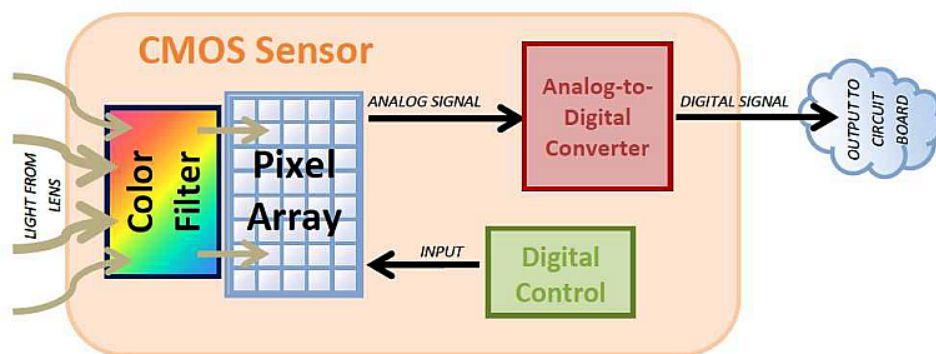 CMOS Sensor
LIGHT FROM
LENS
Color
Filter
Pixel
Array
ANALOG SIGNAL
Analog-to-
Digital
Converter
DIGITAL SIGNAL
OUTPUT TO
CIRCUIT
BOARD
INPUT
Digital
Control